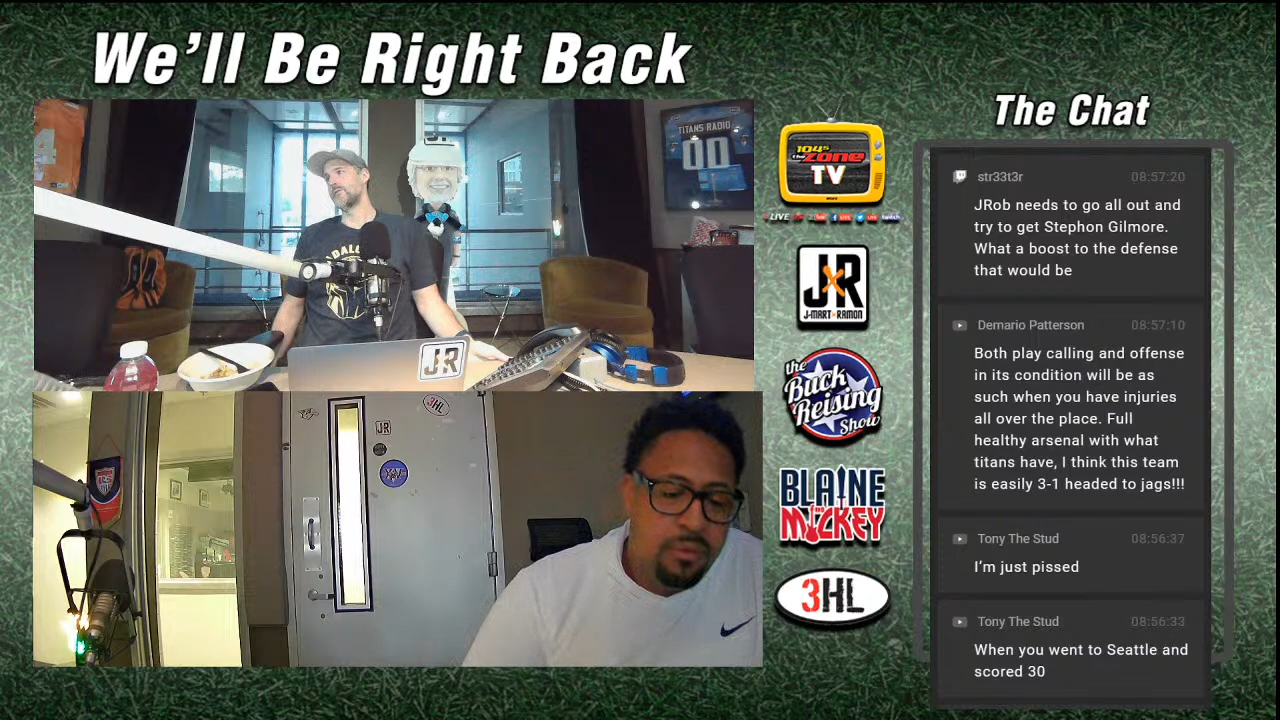 We'll Be Right Back
TITANS RADIO
00
4
JR
3HL
JR
104.5
the ZONE
TV
LIVE
JxR
J-MART x RAMON
the
Buck
Reising
Show
BLAINE
AND
MICKEY
3HL
The Chat
str33t3r 08:57:20
JRob needs to go all out and
try to get Stephon Gilmore.
What a boost to the defense
that would be
Demario Patterson 08:57:10
Both play calling and offense
in its condition will be as
such when you have injuries
all over the place. Full
healthy arsenal with what
titans have, I think this team
is easily 3-1 headed to jags!!!
Tony The Stud 08:56:37
I'm just pissed
Tony The Stud 08:56:33
When you went to Seattle and
scored 30